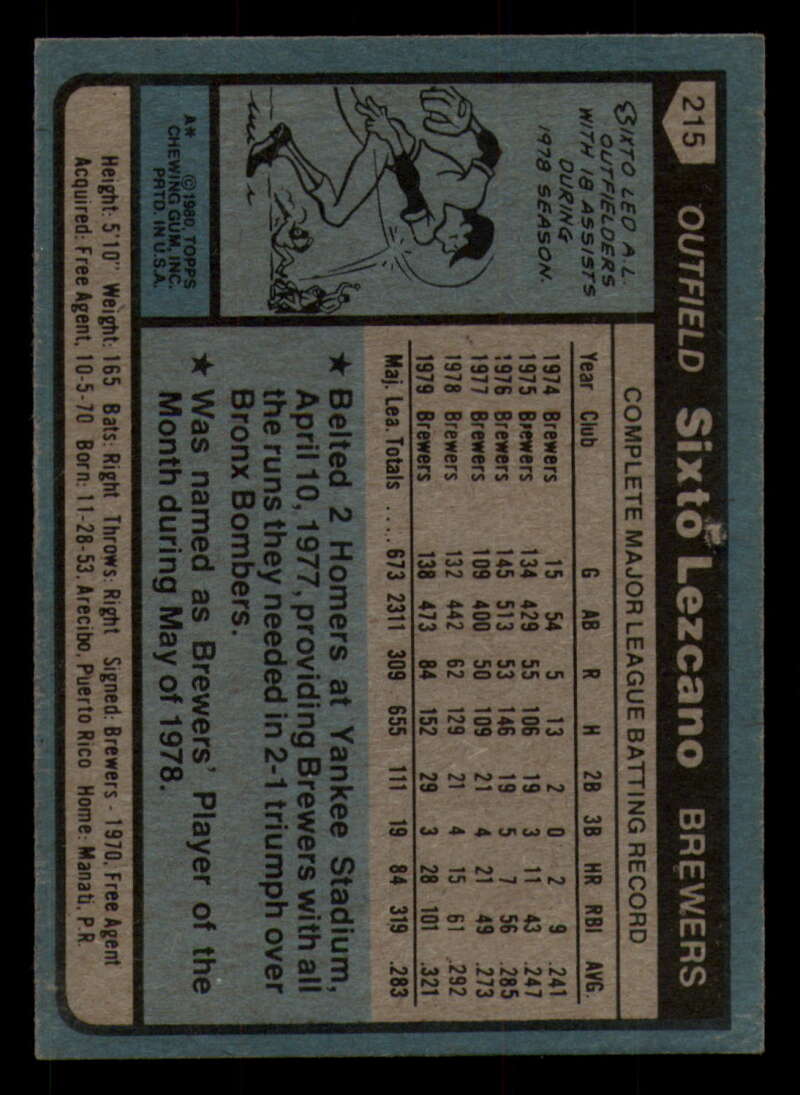 215 OUTFIELD Sixto Lezcano BREWERS
SIXTO LED A.L.
OUTFIELDERS
WITH 18 ASSISTS
DURING
1978 SEASON.
A* © 1980, TOPPS
CHEWING GUM, INC.
PRTD. IN U.S.A.
COMPLETE MAJOR LEAGUE BATTING RECORD
Year Club G AB R H 2B 3B HR RBI AVG.
1974 Brewers 15 54 5 13 2 0 2 9 .241
1975 Brewers 134 429 55 106 19 3 11 43 .247
1976 Brewers 145 513 53 146 19 5 7 56 .285
1977 Brewers 109 400 50 109 21 4 21 49 .273
1978 Brewers 132 442 62 129 21 4 15 61 .292
1979 Brewers 138 473 84 152 29 3 28 101 .321
Maj. Lea. Totals ..... 673 2311 309 655 111 19 84 319 .283
★ Belted 2 Homers at Yankee Stadium,
April 10, 1977, providing Brewers with all
the runs they needed in 2-1 triumph over
Bronx Bombers.
★ Was named as Brewers' Player of the
Month during May of 1978.
Height: 5'10" Weight: 165 Bats: Right Throws: Right Signed: Brewers - 1970, Free Agent
Acquired: Free Agent, 10-5-70 Born: 11-28-53, Arecibo, Puerto Rico Home: Manati, P.R.